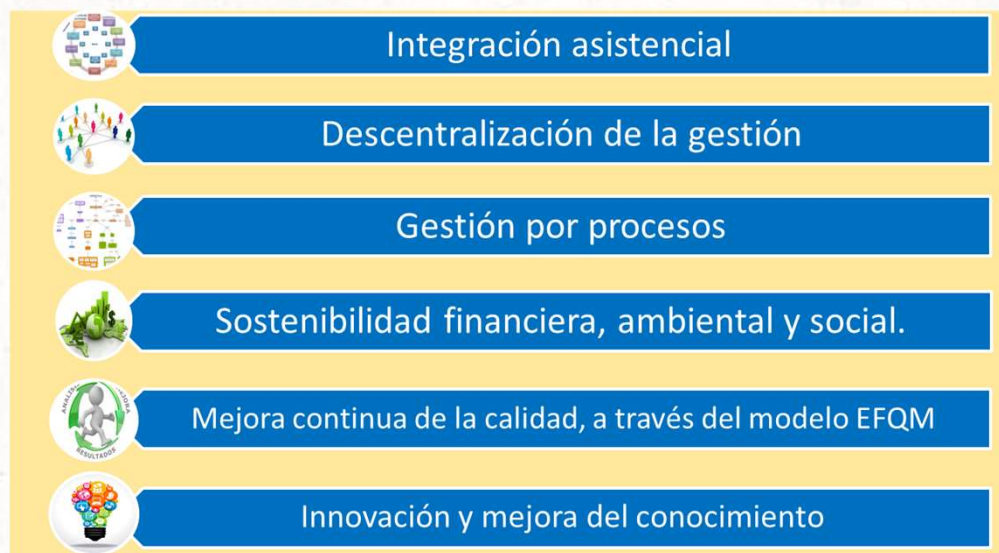 Integración asistencial
Descentralización de la gestión
Gestión por procesos
Sostenibilidad financiera, ambiental y social.
Mejora continua de la calidad, a través del modelo EFQM
RESULTADOS
Innovación y mejora del conocimiento